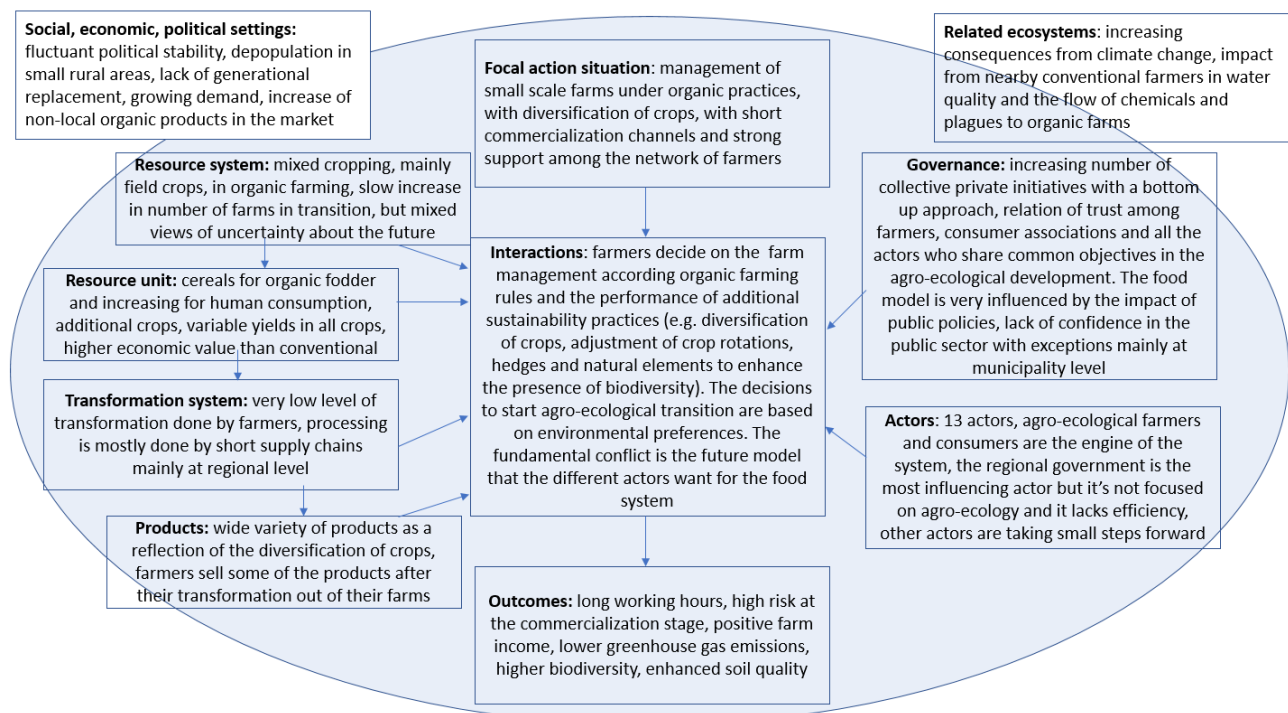 Social, economic, political settings:
fluctuant political stability, depopulation in
small rural areas, lack of generational
replacement, growing demand, increase of
non-local organic products in the market
Focal action situation: management of
small scale farms under organic practices,
with diversification of crops, with short
commercialization channels and strong
support among the network of farmers
Related ecosystems: increasing
consequences from climate change, impact
from nearby conventional farmers in water
quality and the flow of chemicals and
plagues to organic farms
Resource system: mixed cropping, mainly
field crops, in organic farming, slow increase
in number of farms in transition, but mixed
views of uncertainty about the future
Resource unit: cereals for organic fodder
and increasing for human consumption,
additional crops, variable yields in all crops,
higher economic value than conventional
Transformation system: very low level of
transformation done by farmers, processing
is mostly done by short supply chains
mainly at regional level
Products: wide variety of products as a
reflection of the diversification of crops,
farmers sell some of the products after
their transformation out of their farms
Interactions: farmers decide on the farm
management according organic farming
rules and the performance of additional
sustainability practices (e.g. diversification
of crops, adjustment of crop rotations,
hedges and natural elements to enhance
the presence of biodiversity). The decisions
to start agro-ecological transition are based
on environmental preferences. The
fundamental conflict is the future model
that the different actors want for the food
system
Governance: increasing number of
collective private initiatives with a bottom
up approach, relation of trust among
farmers, consumer associations and all the
actors who share common objectives in the
agro-ecological development. The food
model is very influenced by the impact of
public policies, lack of confidence in the
public sector with exceptions mainly at
municipality level
Actors: 13 actors, agro-ecological farmers
and consumers are the engine of the
system, the regional government is the
most influencing actor but it's not focused
on agro-ecology and it lacks efficiency,
other actors are taking small steps forward
Outcomes: long working hours, high risk at
the commercialization stage, positive farm
income, lower greenhouse gas emissions,
higher biodiversity, enhanced soil quality